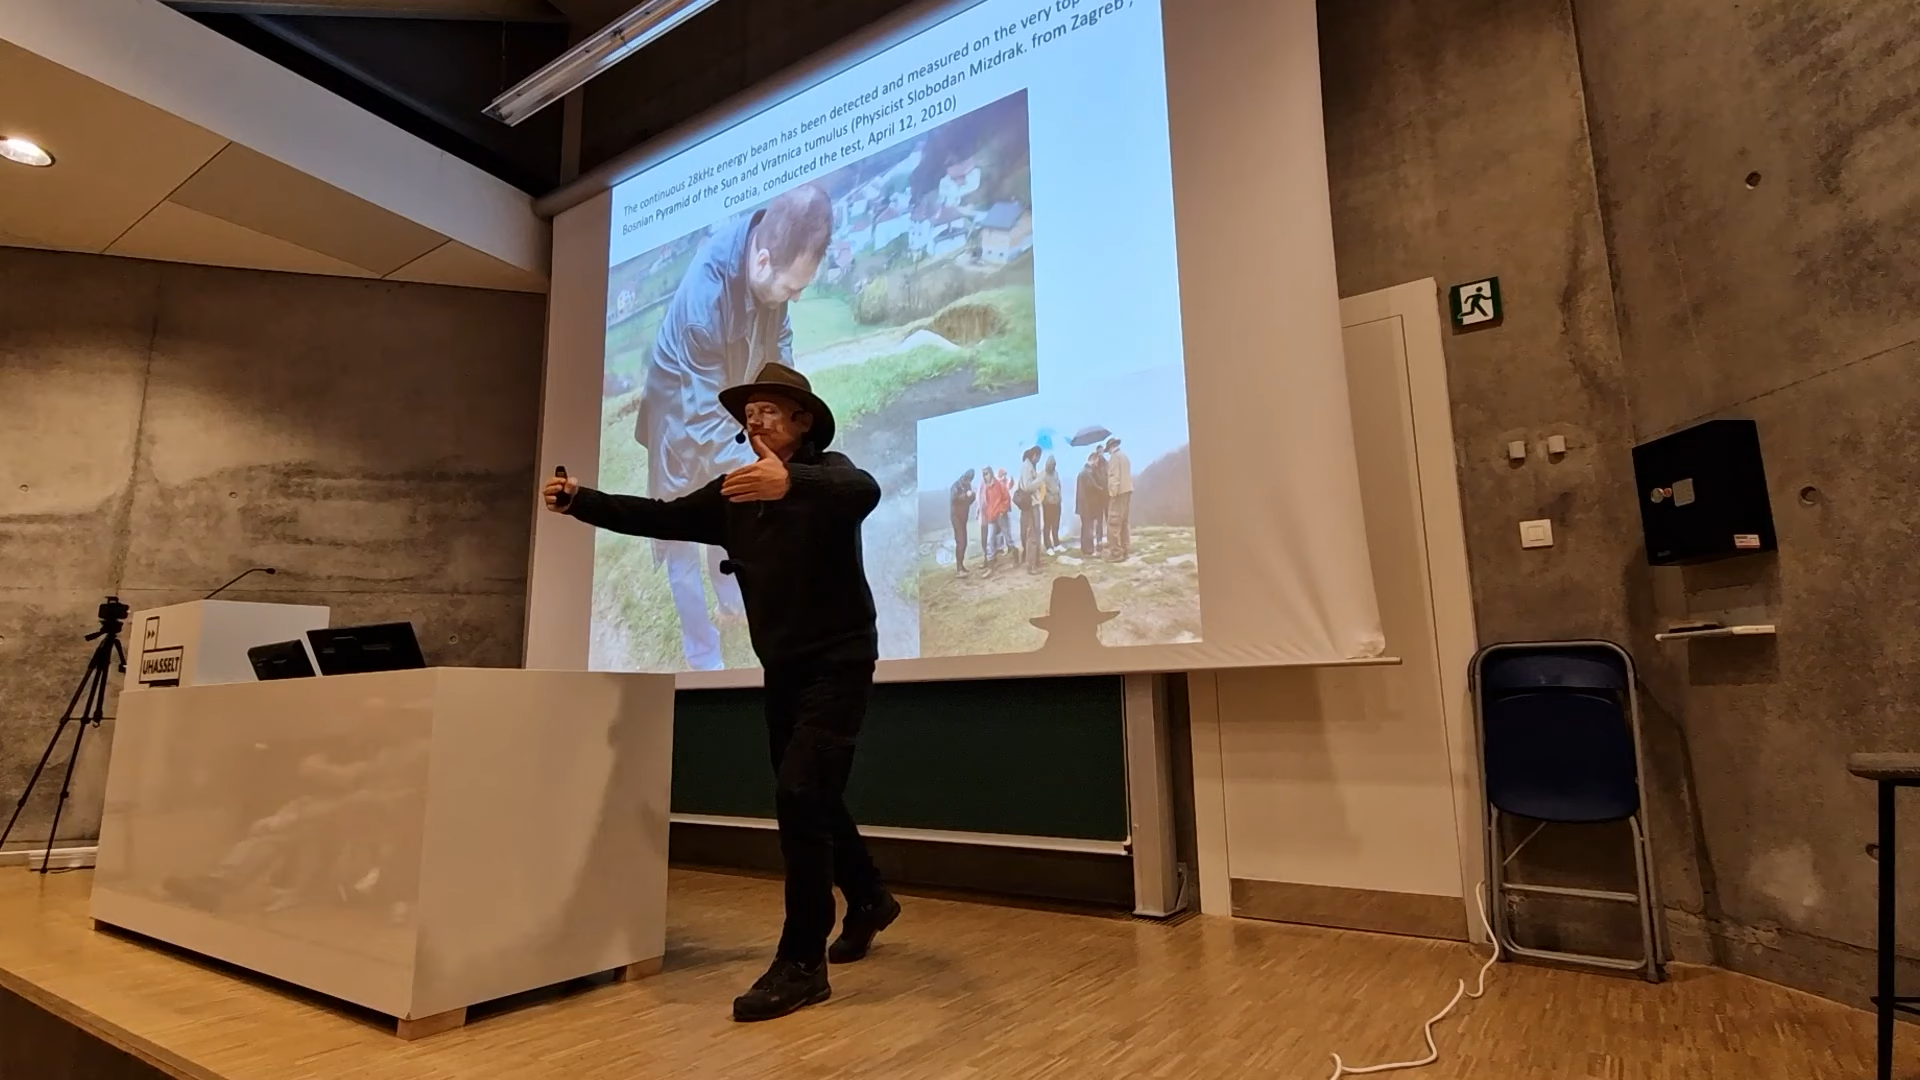 The continuous 28kHz energy beam has been detected and measured on the very top
Bosnian Pyramid of the Sun and Vratnica tumulus (Physicist Slobodan Mizdrak. from Zagreb ,
Croatia, conducted the test, April 12, 2010)
UHASSELT